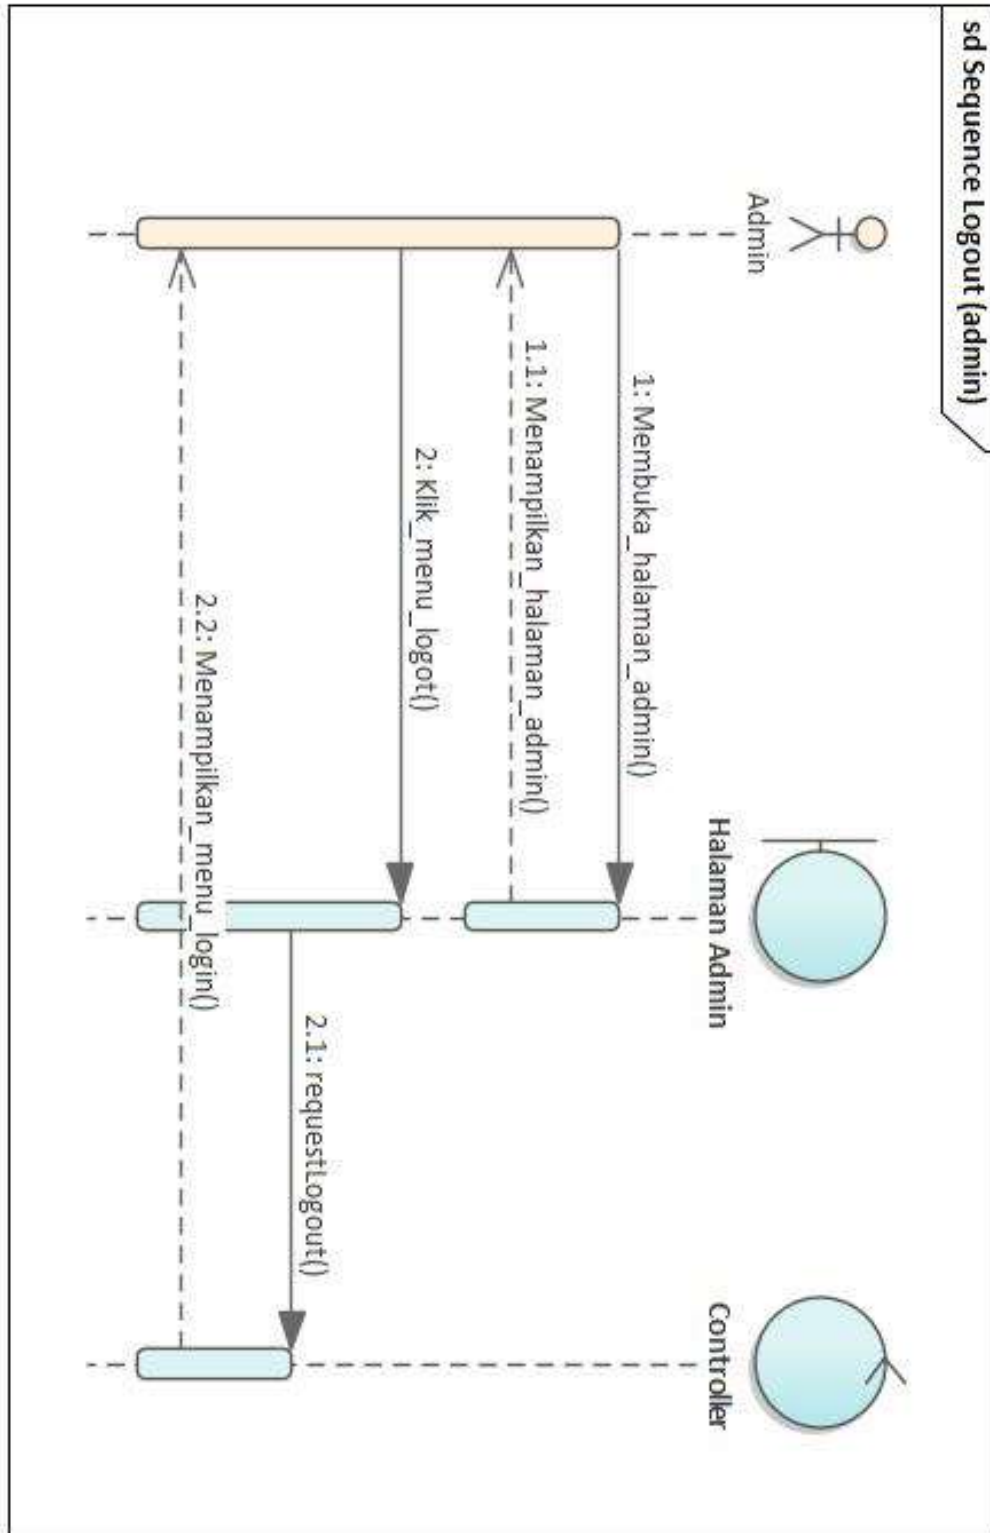 sd Sequence Logout (admin)
Admin
Halaman Admin
Controller
1: Membuka_halaman_admin()
1.1: Menampilkan_halaman_admin()
2: Klik_menu_logot()
2.1: requestLogout()
2.2: Menampilkan_menu_login()